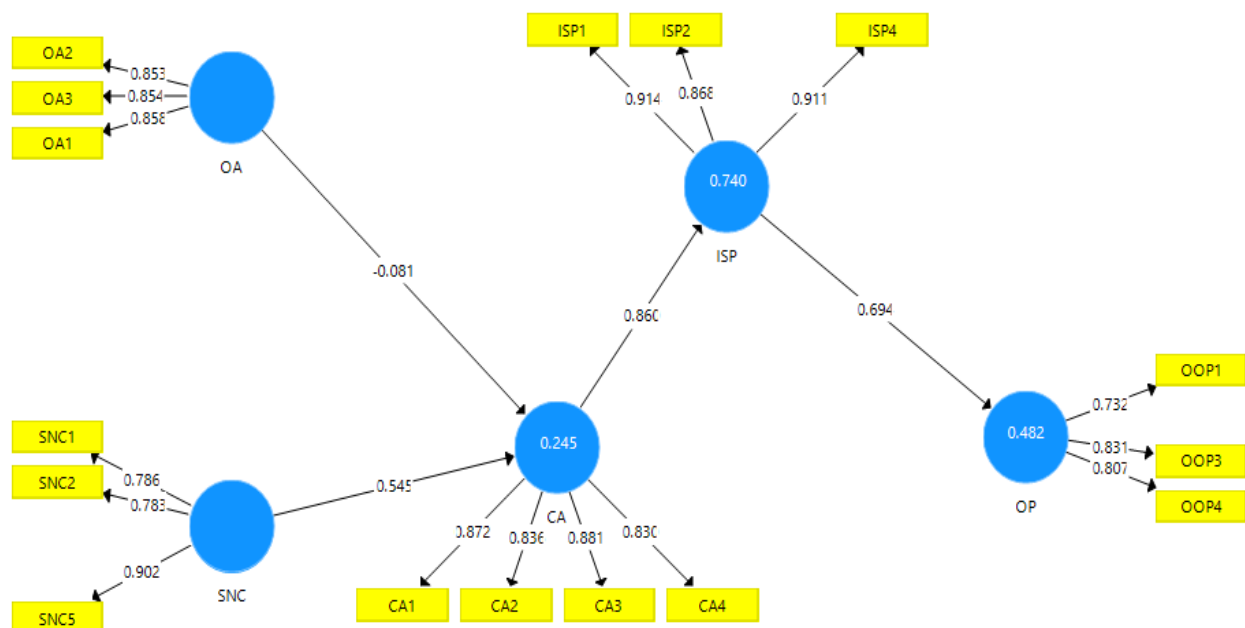 ISP1
ISP2
ISP4
OA2
OA3
OA1
0.853
0.854
0.858
OA
0.914
0.868
0.911
0.740
ISP
-0.081
0.860
0.694
SNC1
SNC2
SNC5
0.786
0.783
0.902
SNC
0.545
0.245
CA
0.872
0.836
0.881
0.830
CA1
CA2
CA3
CA4
0.482
OP
0.732
0.831
0.807
OOP1
OOP3
OOP4